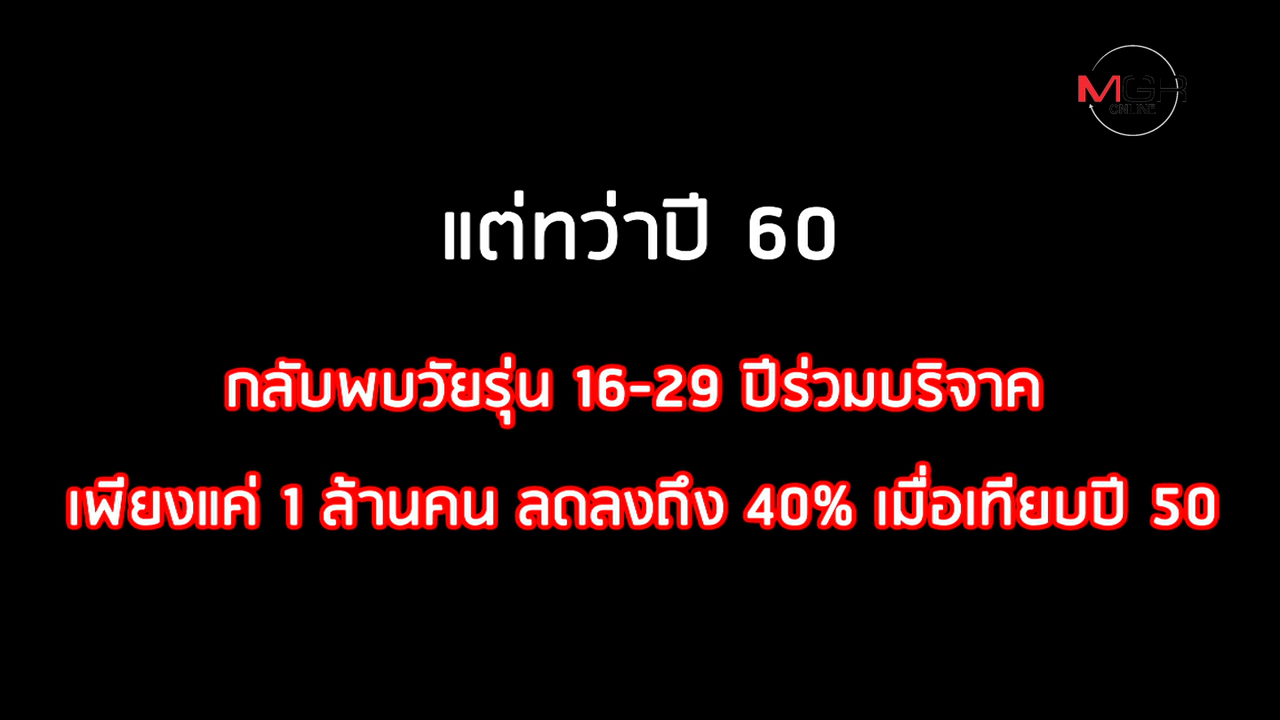 MGR
ONLINE
แต่ทว่าปี 60
กลับพบวัยรุ่น 16-29 ปีร่วมบริจาค
เพียงแค่ 1 ล้านคน ลดลงถึง 40% เมื่อเทียบปี 50